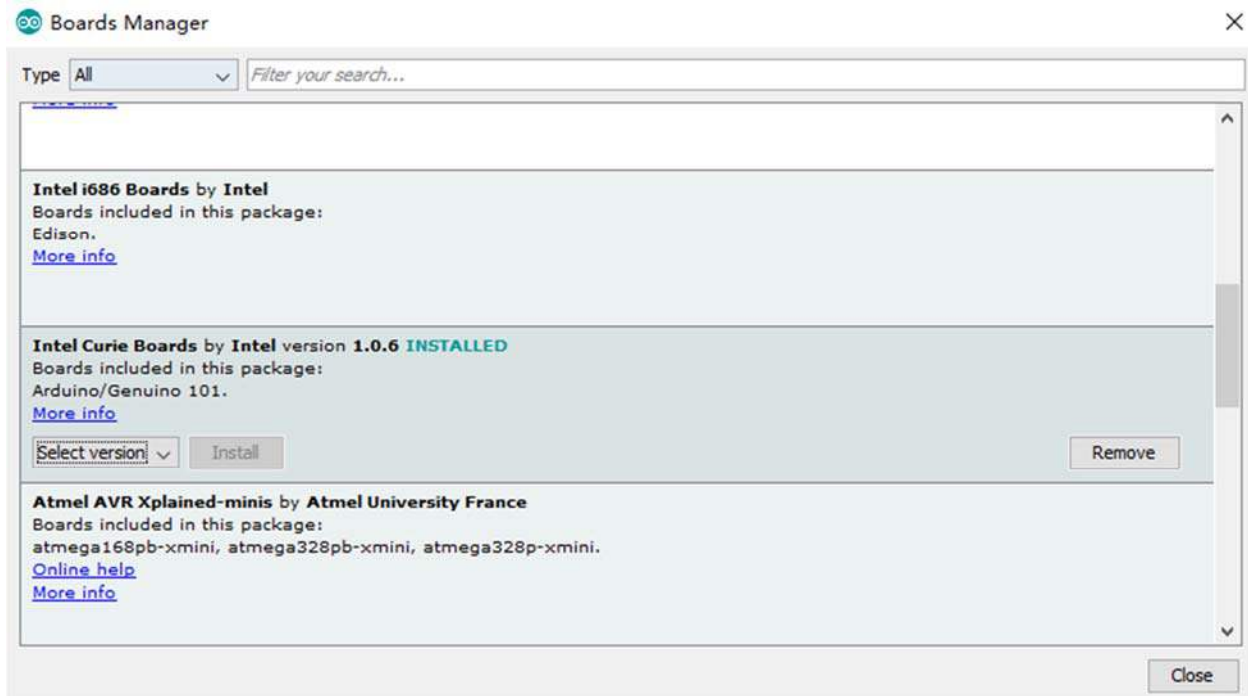 Boards Manager
Type All Filter your search...
More info
Intel i686 Boards by Intel
Boards included in this package:
Edison.
More info
Intel Curie Boards by Intel version 1.0.6 INSTALLED
Boards included in this package:
Arduino/Genuino 101.
More info
Select version Install Remove
Atmel AVR Xplained-minis by Atmel University France
Boards included in this package:
atmega168pb-xmini, atmega328pb-xmini, atmega328p-xmini.
Online help
More info
Close